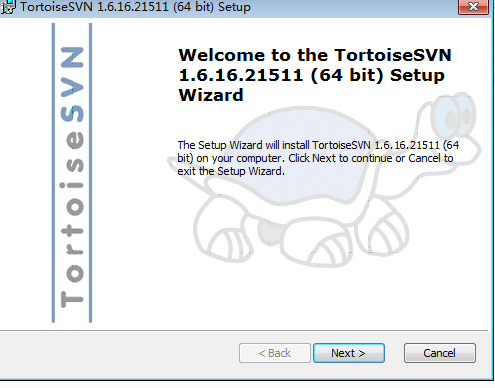 TortoiseSVN 1.6.16.21511 (64 bit) Setup
TortoiseSVN
Welcome to the TortoiseSVN
1.6.16.21511 (64 bit) Setup
Wizard
The Setup Wizard will install TortoiseSVN 1.6.16.21511 (64
bit) on your computer. Click Next to continue or Cancel to
exit the Setup Wizard.
< Back
Next >
Cancel